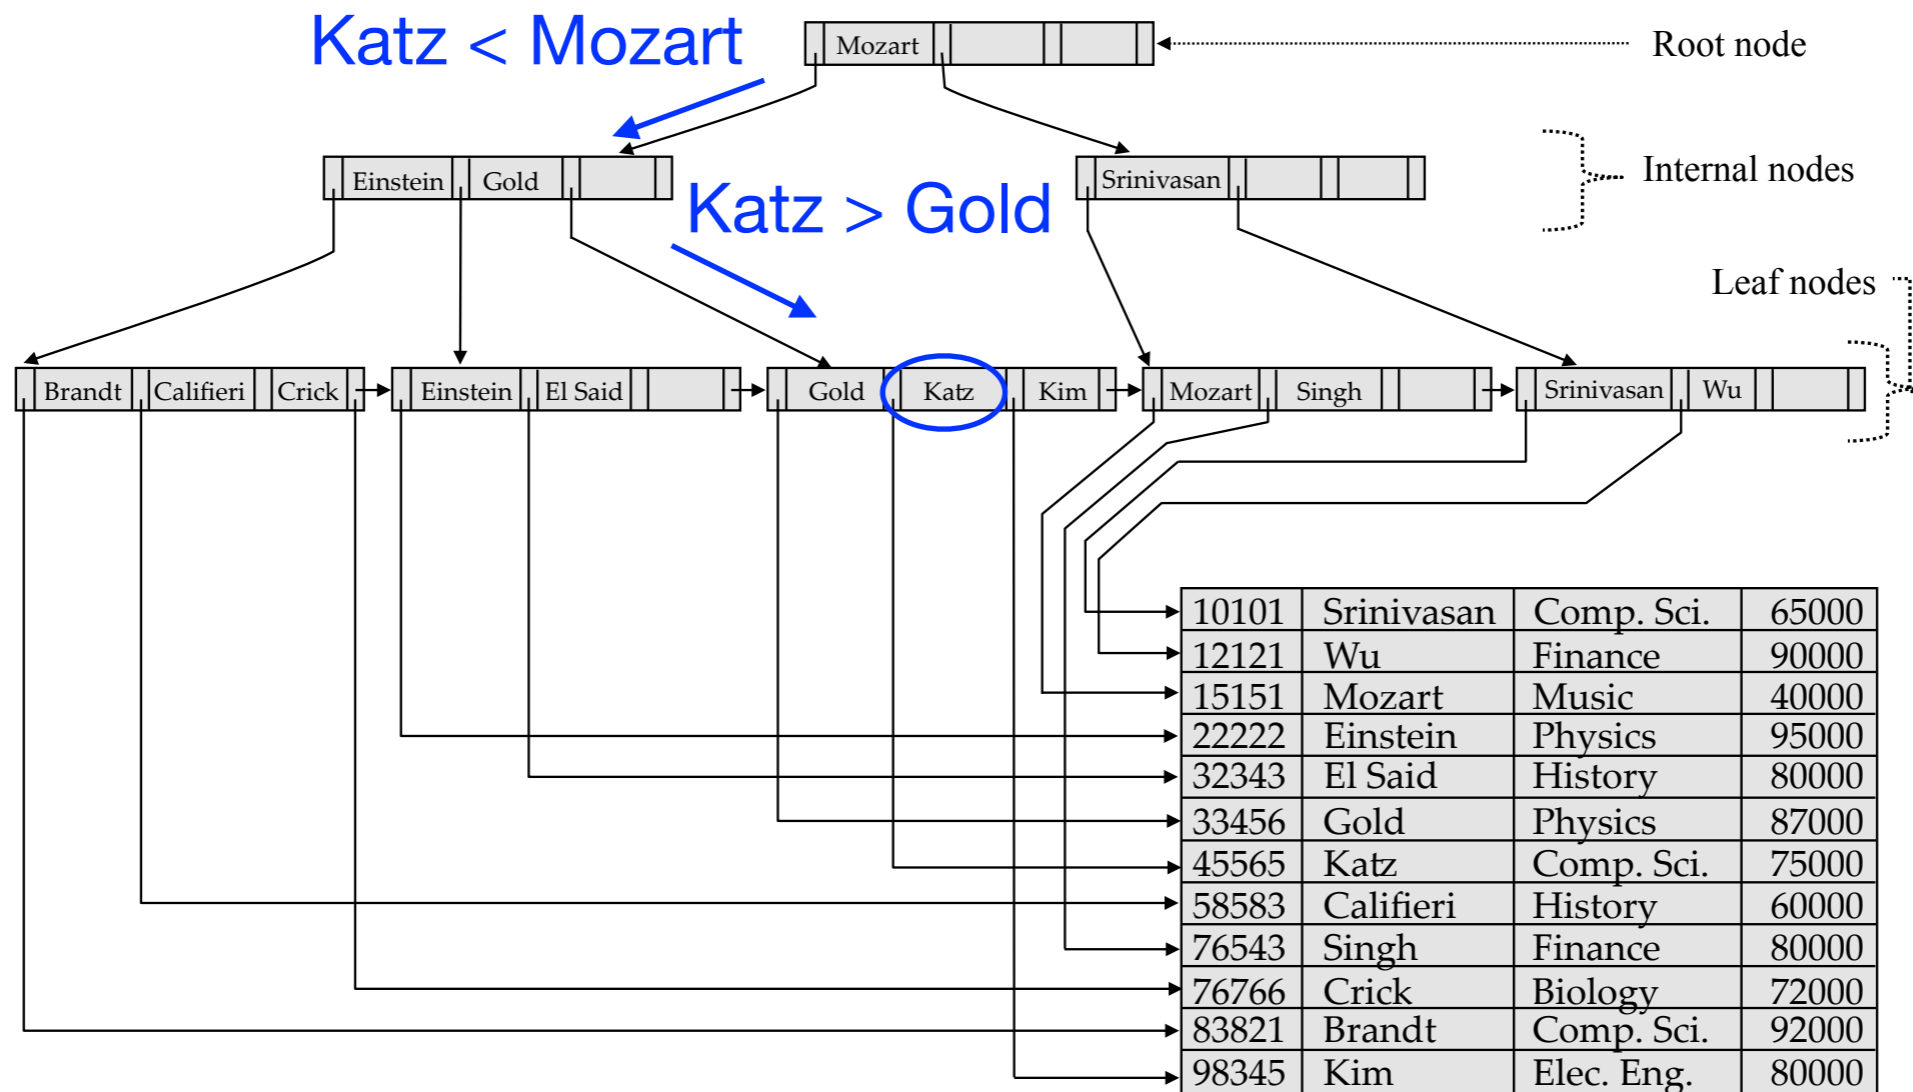 Katz < Mozart
Mozart
Root node
Einstein Gold
Srinivasan
Internal nodes
Katz > Gold
Leaf nodes
Brandt Califieri Crick Einstein El Said Gold Katz Kim Mozart Singh Srinivasan Wu
10101 Srinivasan Comp. Sci. 65000
12121 Wu Finance 90000
15151 Mozart Music 40000
22222 Einstein Physics 95000
32343 El Said History 80000
33456 Gold Physics 87000
45565 Katz Comp. Sci. 75000
58583 Califieri History 60000
76543 Singh Finance 80000
76766 Crick Biology 72000
83821 Brandt Comp. Sci. 92000
98345 Kim Elec. Eng. 80000